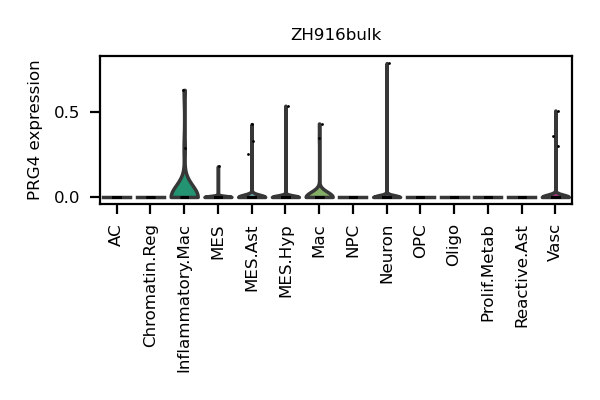 ZH916bulk
PRG4 expression
0.5
0.0
AC
Chromatin.Reg
Inflammatory.Mac
MES
MES.Ast
MES.Hyp
Mac
NPC
Neuron
OPC
Oligo
Prolif.Metab
Reactive.Ast
Vasc